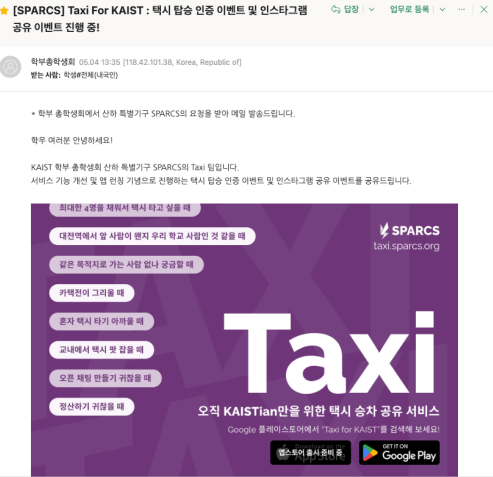 [SPARCS] Taxi For KAIST : 택시 탑승 인증 이벤트 및 인스타그램
공유 이벤트 진행 중!
답장
업무로 등록
학부총학생회 05.04 13:35 [118.42.101.38, Korea, Republic of]
받는 사람: 학생#전체(내국인)
* 학부 총학생회에서 산하 특별기구 SPARCS의 요청을 받아 메일 발송드립니다.
학우 여러분 안녕하세요!
KAIST 학부 총학생회 산하 특별기구 SPARCS의 Taxi 팀입니다.
서비스 기능 개선 및 앱 런칭 기념으로 진행하는 택시 탑승 인증 이벤트 및 인스타그램 공유 이벤트를 공유드립니다.
최대한 4명을 채워서 택시 타고 싶을 때
대전역에서 앞 사람이 왠지 우리 학교 사람인 것 같을 때
같은 목적지로 가는 사람 없나 궁금할 때
카택전이 그리울 때
혼자 택시 타기 아까울 때
교내에서 택시 팟 잡을 때
오픈 채팅 만들기 귀찮을 때
정산하기 귀찮을 때
SPARCS
taxi.sparcs.org
Taxi
오직 KAISTian만을 위한 택시 승차 공유 서비스
Google 플레이스토어에서 "Taxi for KAIST"를 검색해 보세요!
Download on the
App Store
앱스토어 출시 준비 중
GET IT ON
Google Play